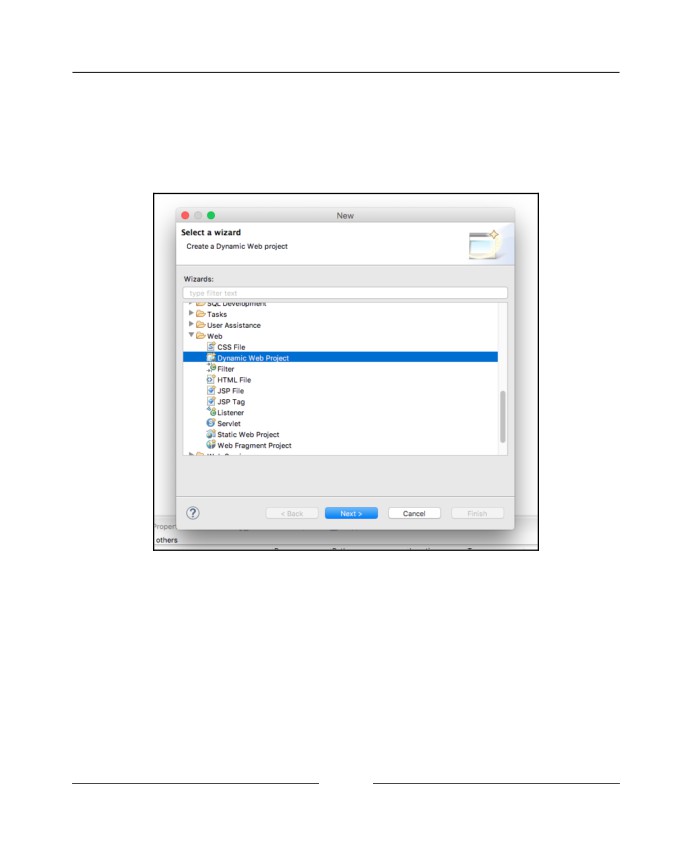 New
Select a wizard
Create a Dynamic Web project
Wizards:
type filter text
SQL Development
Tasks
User Assistance
Web
CSS File
Dynamic Web Project
Filter
HTML File
JSP File
JSP Tag
Listener
Servlet
Static Web Project
Web Fragment Project
?
< Back
Next >
Cancel
Finish
others